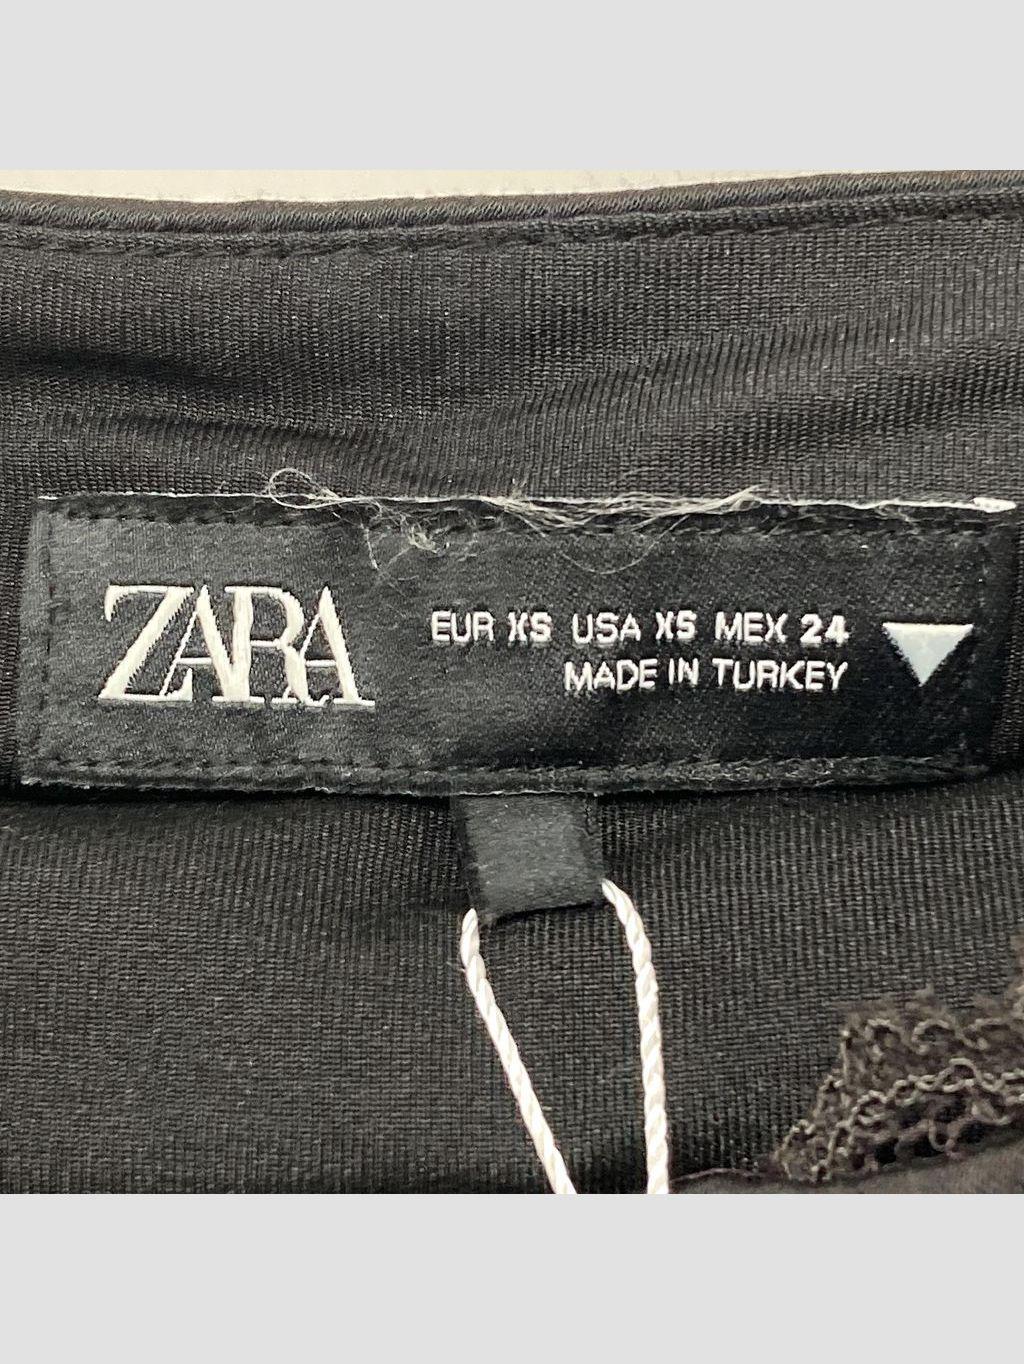 ZARA
EUR XS USA XS MEX 24
MADE IN TURKEY